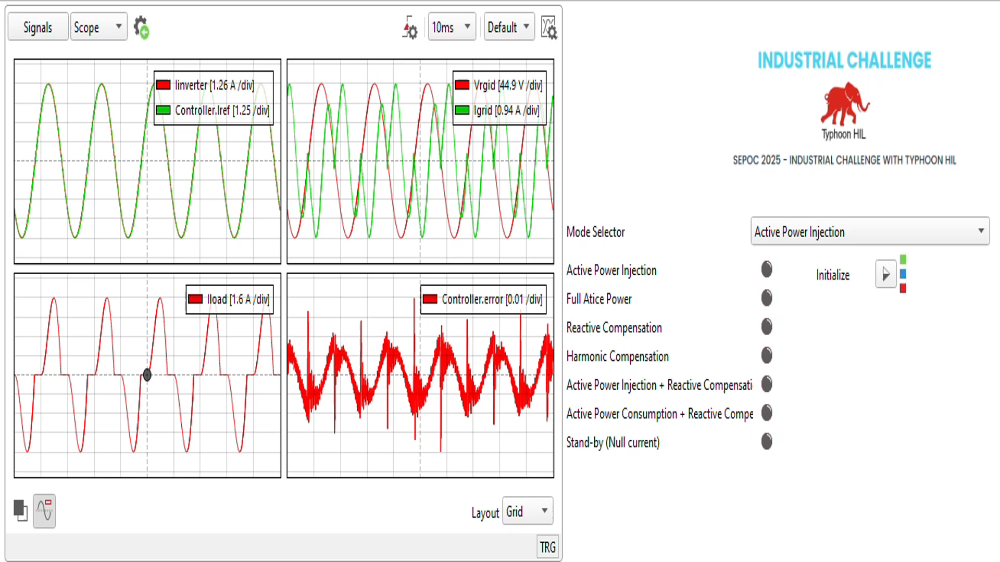 Signals
Scope
10ms
Default
Iinverter [1.26 A /div]
Controller.Iref [1.25 /div]
Vrgid [44.9 V /div]
Igrid [0.94 A /div]
Iload [1.6 A /div]
Controller.error [0.01 /div]
Layout
Grid
TRG
INDUSTRIAL CHALLENGE
Typhoon HIL
SEPOC 2025 - INDUSTRIAL CHALLENGE WITH TYPHOON HIL
Mode Selector
Active Power Injection
Active Power Injection
Initialize
Full Atice Power
Reactive Compensation
Harmonic Compensation
Active Power Injection + Reactive Compensati
Active Power Consumption + Reactive Compe
Stand-by (Null current)